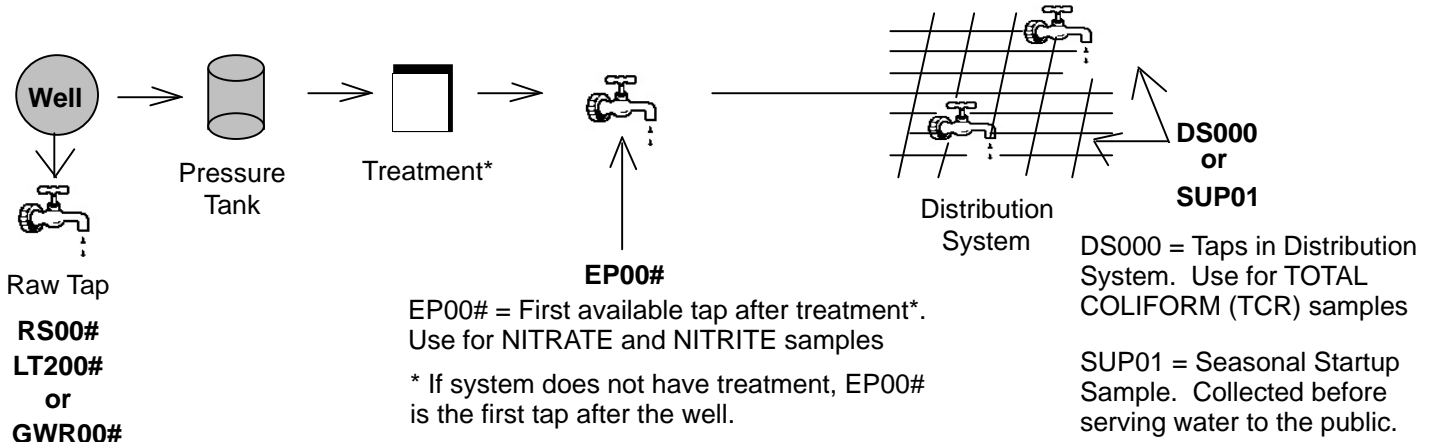 Well
Pressure
Tank
Treatment*
Raw Tap
RS00#
LT200#
or
GWR00#
EP00#
EP00# = First available tap after treatment*.
Use for NITRATE and NITRITE samples
* If system does not have treatment, EP00#
is the first tap after the well.
Distribution
System
DS000
or
SUP01
DS000 = Taps in Distribution
System. Use for TOTAL
COLIFORM (TCR) samples
SUP01 = Seasonal Startup
Sample. Collected before
serving water to the public.